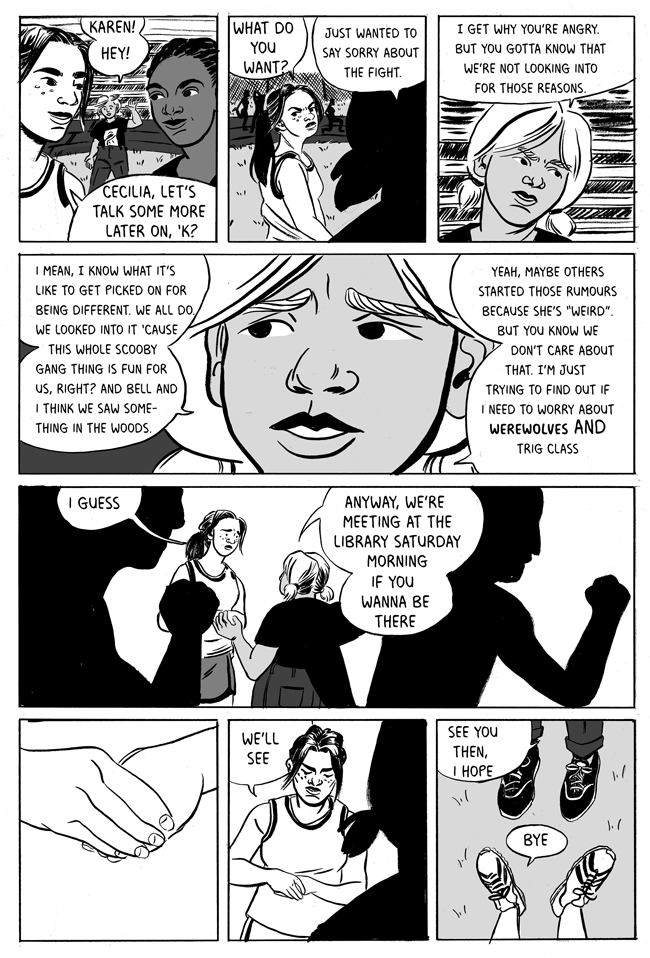 KAREN!
HEY!
CECILIA, LET'S
TALK SOME MORE
LATER ON, 'K?
WHAT DO
YOU
WANT?
JUST WANTED TO
SAY SORRY ABOUT
THE FIGHT.
I GET WHY YOU'RE ANGRY.
BUT YOU GOTTA KNOW THAT
WE'RE NOT LOOKING INTO
FOR THOSE REASONS.
I MEAN, I KNOW WHAT IT'S
LIKE TO GET PICKED ON FOR
BEING DIFFERENT. WE ALL DO.
WE LOOKED INTO IT 'CAUSE
THIS WHOLE SCOOBY
GANG THING IS FUN FOR
US, RIGHT? AND BELL AND
I THINK WE SAW SOME-
THING IN THE WOODS.
YEAH, MAYBE OTHERS
STARTED THOSE RUMOURS
BECAUSE SHE'S "WEIRD".
BUT YOU KNOW WE
DON'T CARE ABOUT
THAT. I'M JUST
TRYING TO FIND OUT IF
I NEED TO WORRY ABOUT
WEREWOLVES AND
TRIG CLASS
I GUESS
ANYWAY, WE'RE
MEETING AT THE
LIBRARY SATURDAY
MORNING
IF YOU
WANNA BE
THERE
WE'LL
SEE
SEE YOU
THEN,
I HOPE
BYE